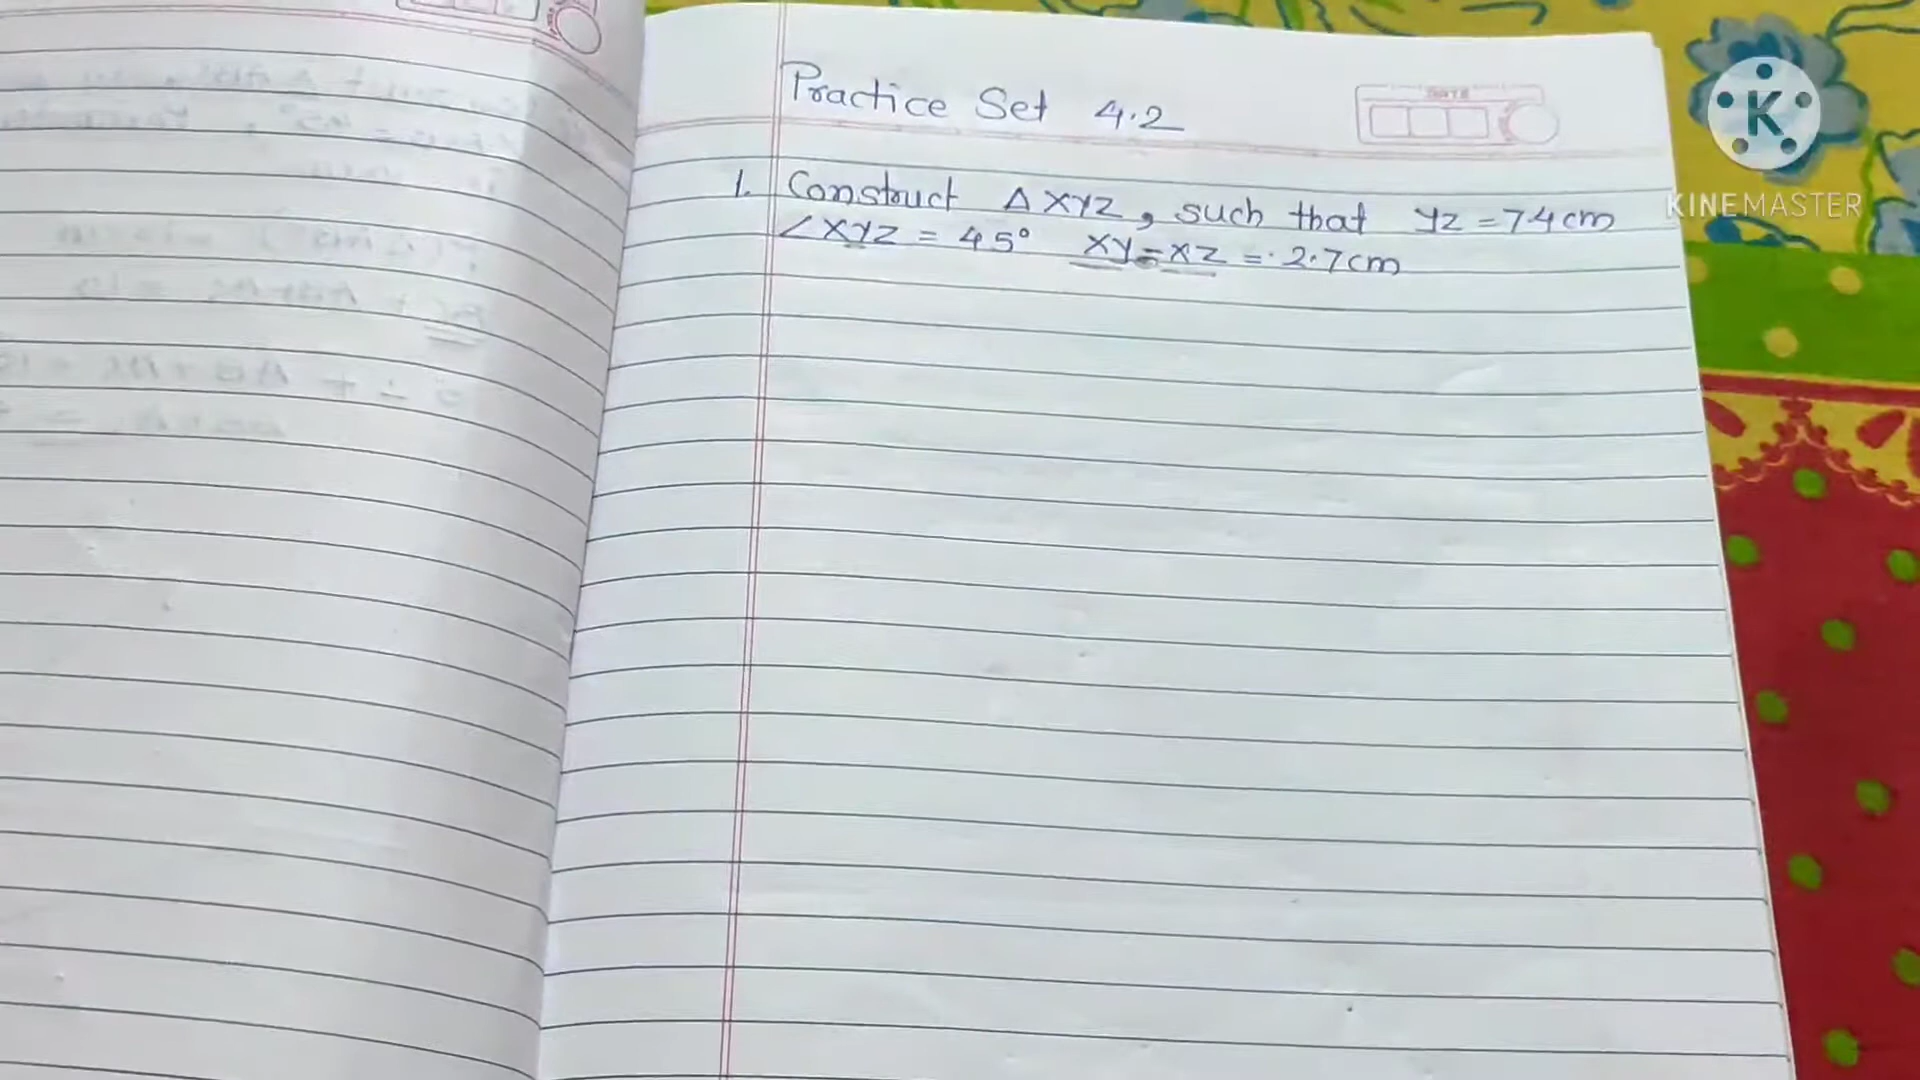 Practice Set 4.2
DATE
1. Construct Δ XYZ, such that YZ = 7.4cm
∠XYZ = 45° XY - XZ = 2.7cm
K
KINEMASTER